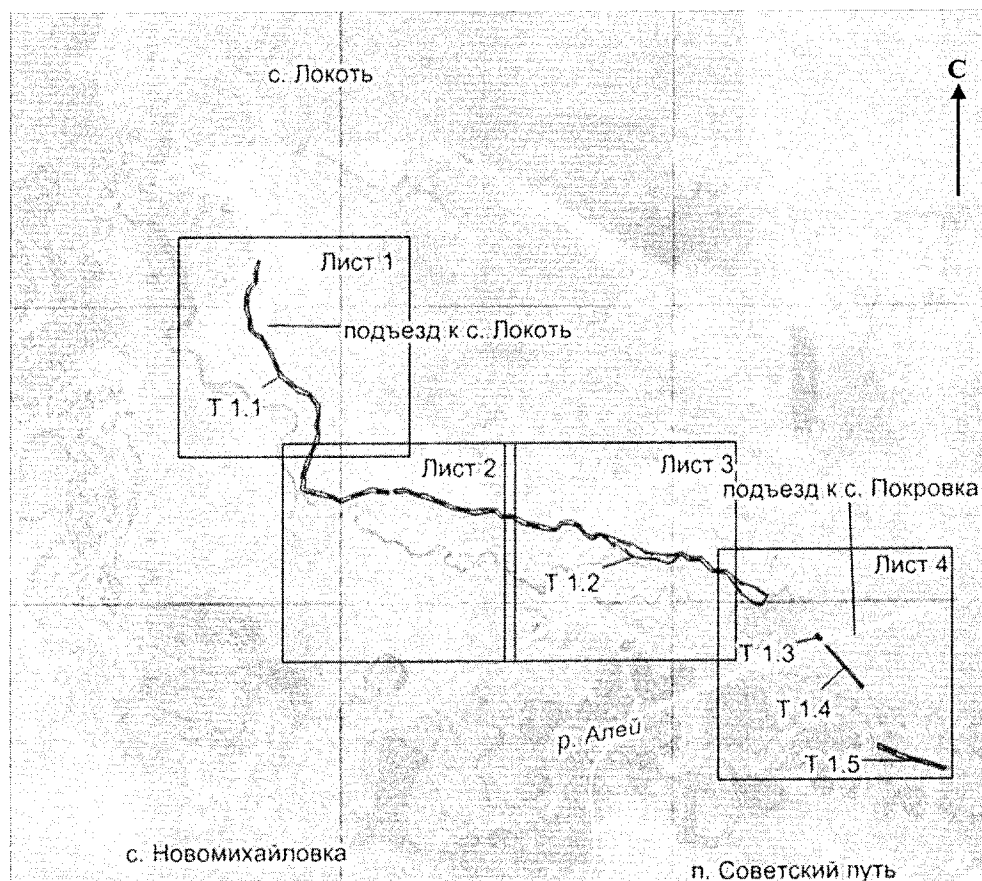 с. Локоть
С
Лист 1
подъезд к с. Локоть
Т 1.1
Лист 2
Лист 3
подъезд к с. Покровка
Лист 4
Т 1.2
Т 1.3
Т 1.4
р. Алей
Т 1.5
с. Новомихайловка
п. Советский путь